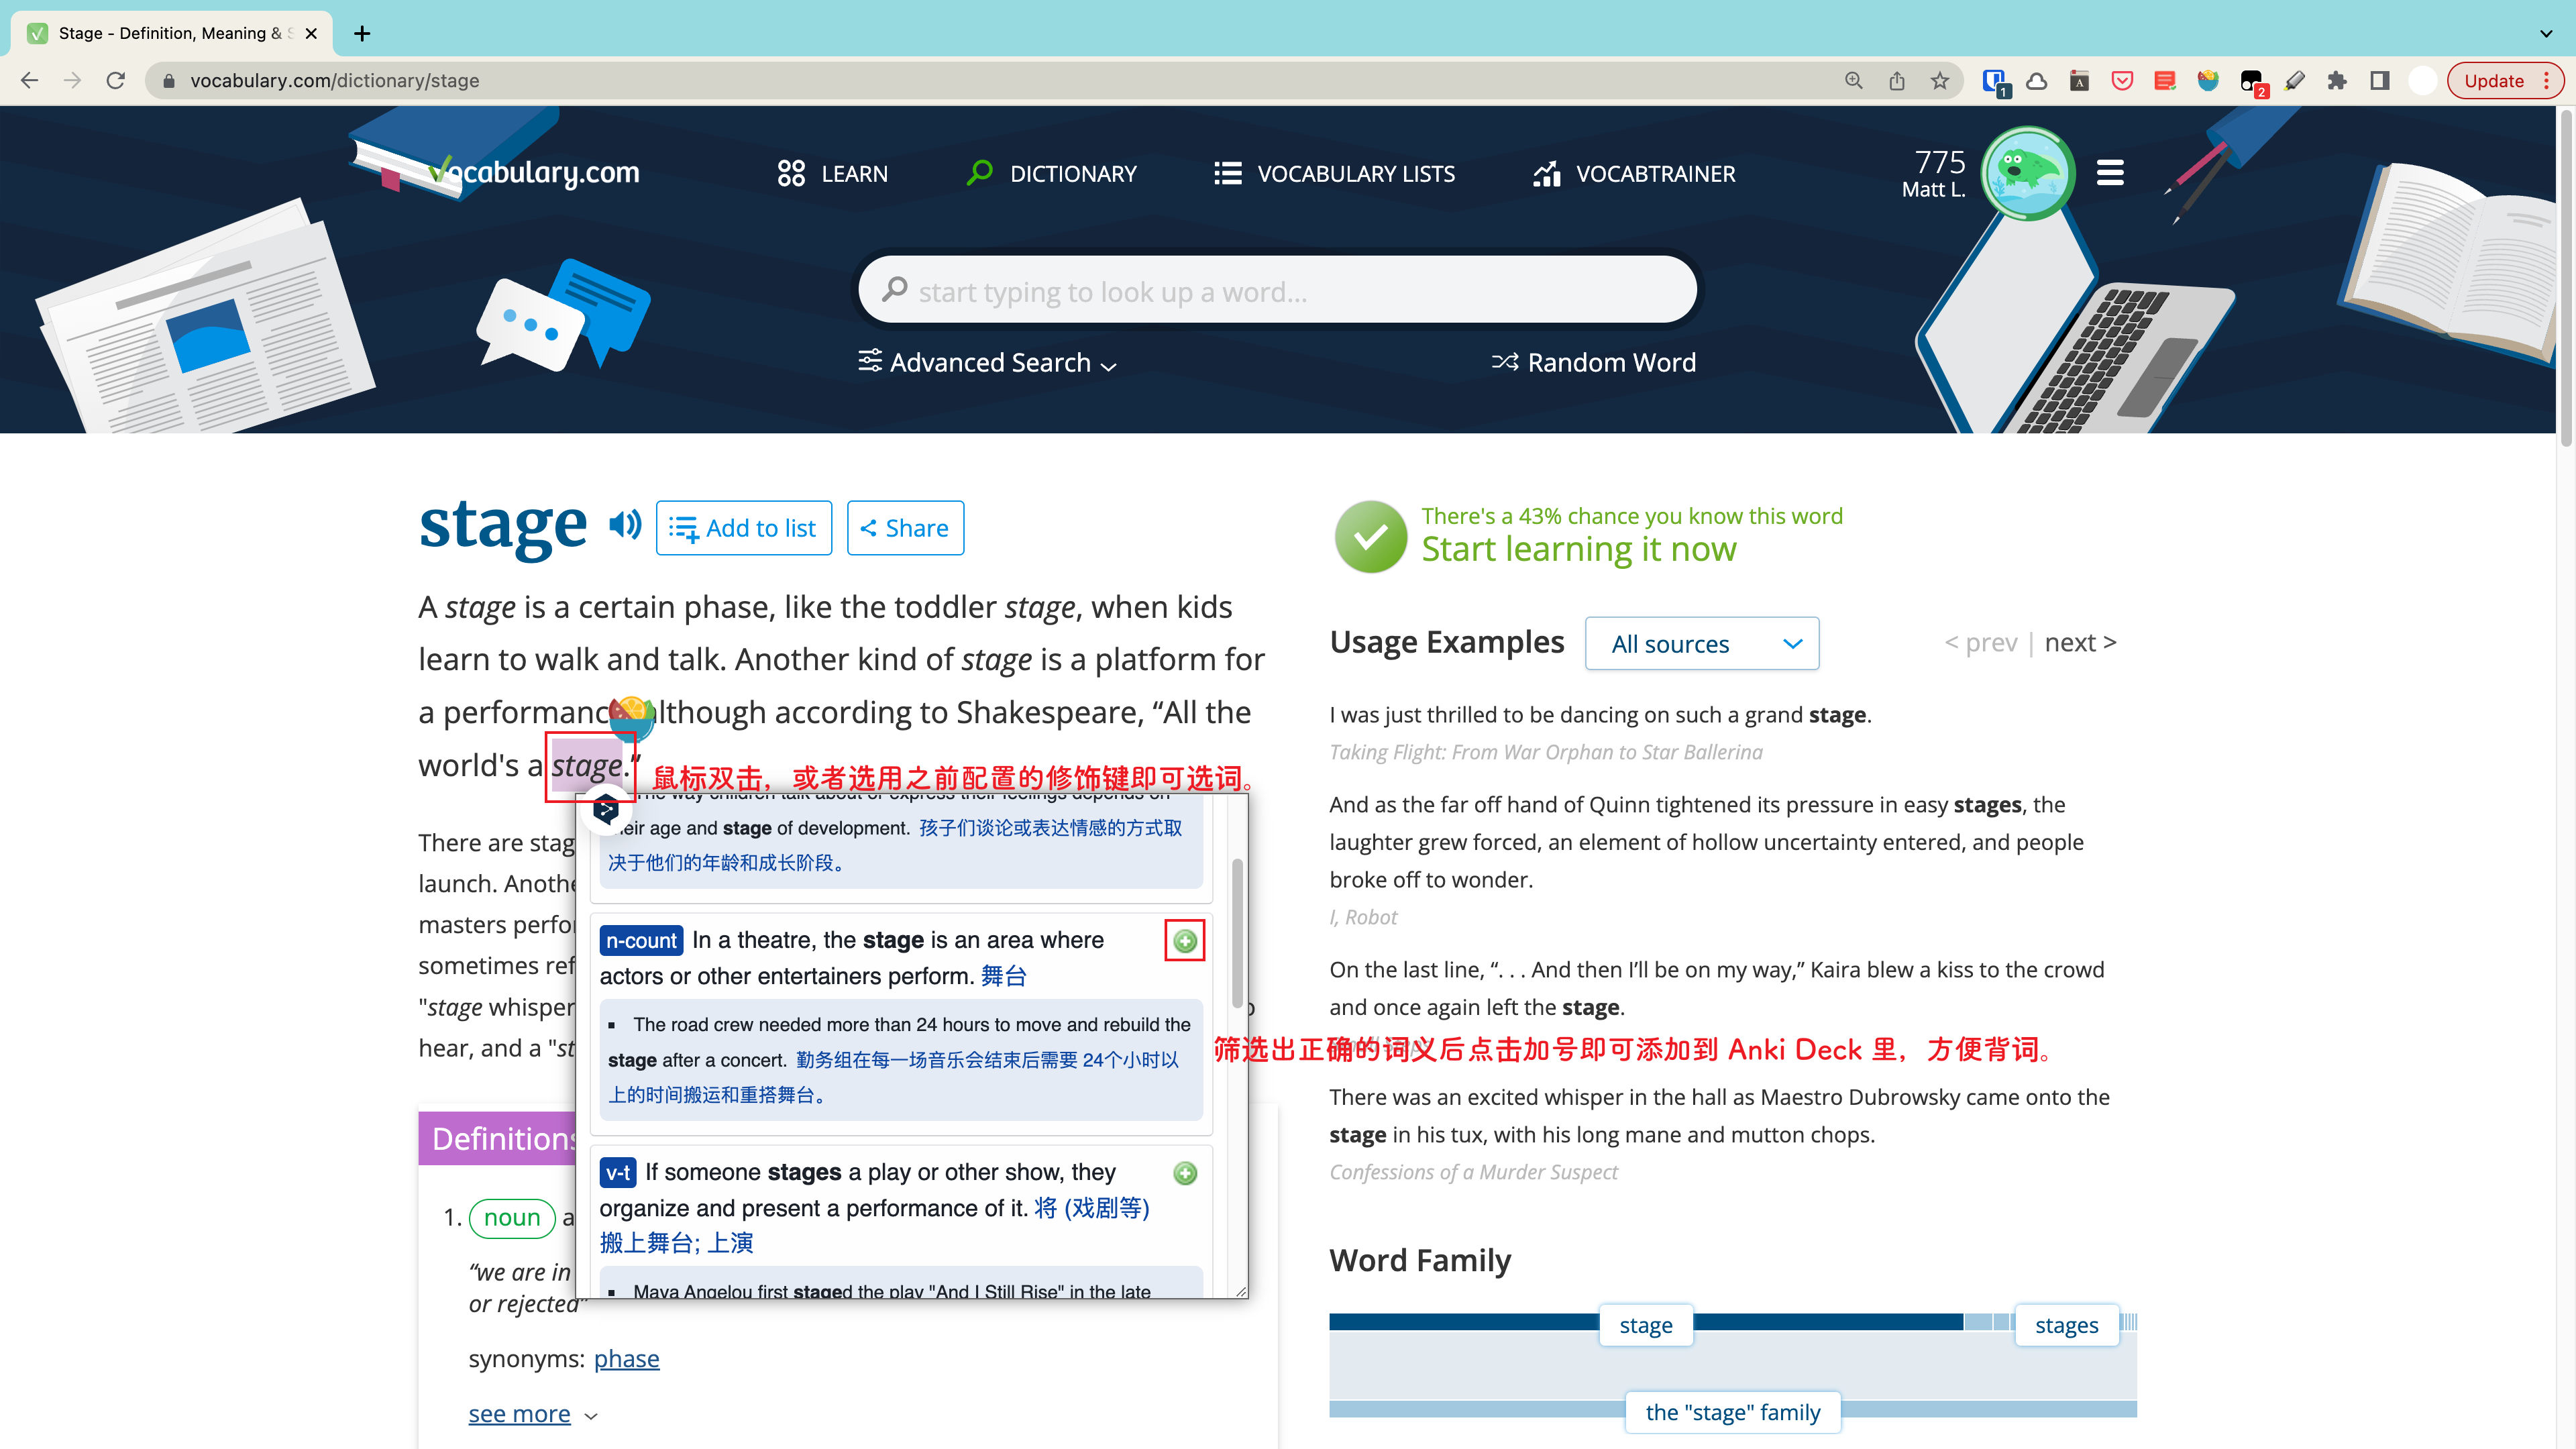 Stage - Definition, Meaning & S
vocabulary.com/dictionary/stage
1
A
2
Update
vocabulary.com
LEARN
DICTIONARY
VOCABULARY LISTS
VOCABTRAINER
775
Matt L.
start typing to look up a word...
Advanced Search
Random Word
stage
Add to list
Share
A stage is a certain phase, like the toddler stage, when kids
learn to walk and talk. Another kind of stage is a platform for
a performanc lthough according to Shakespeare, “All the
world's a stage.”
鼠标双击，或者选用之前配置的修饰键即可选词。
There are stag
launch. Anothe
masters perfor
sometimes ref
"stage whisper
hear, and a "st
The way children talk about or express their feelings depends on
eir age and stage of development. 孩子们谈论或表达情感的方式取
决于他们的年龄和成长阶段。
n-count In a theatre, the stage is an area where
actors or other entertainers perform. 舞台
▪ The road crew needed more than 24 hours to move and rebuild the
stage after a concert. 勤务组在每一场音乐会结束后需要 24个小时以
上的时间搬运和重搭舞台。
v-t If someone stages a play or other show, they
organize and present a performance of it. 将 (戏剧等)
搬上舞台; 上演
▪ Maya Angelou first staged the play "And I Still Rise" in the late
筛选出正确的词义后点击加号即可添加到 Anki Deck 里，方便背词。
Definitions
1. noun a
“we are in
or rejected”
synonyms: phase
see more
There's a 43% chance you know this word
Start learning it now
Usage Examples
All sources
< prev | next >
I was just thrilled to be dancing on such a grand stage.
Taking Flight: From War Orphan to Star Ballerina
And as the far off hand of Quinn tightened its pressure in easy stages, the
laughter grew forced, an element of hollow uncertainty entered, and people
broke off to wonder.
I, Robot
On the last line, “. . . And then I’ll be on my way,” Kaira blew a kiss to the crowd
and once again left the stage.
There was an excited whisper in the hall as Maestro Dubrowsky came onto the
stage in his tux, with his long mane and mutton chops.
Confessions of a Murder Suspect
Word Family
stage
stages
the "stage" family